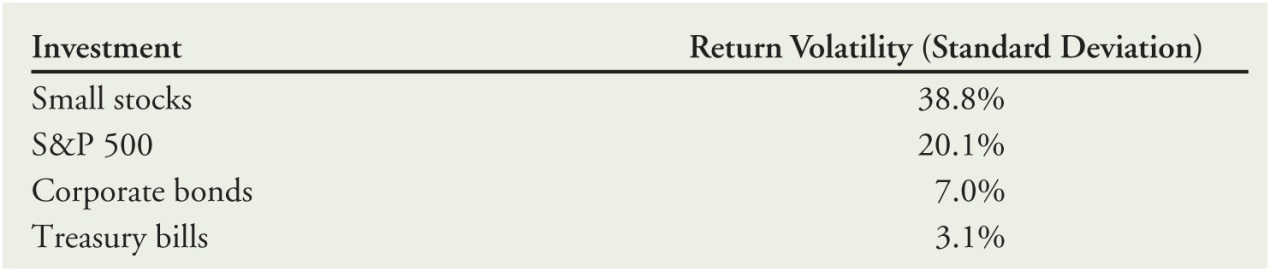 Investment Return Volatility (Standard Deviation)
Small stocks 38.8%
S&P 500 20.1%
Corporate bonds 7.0%
Treasury bills 3.1%